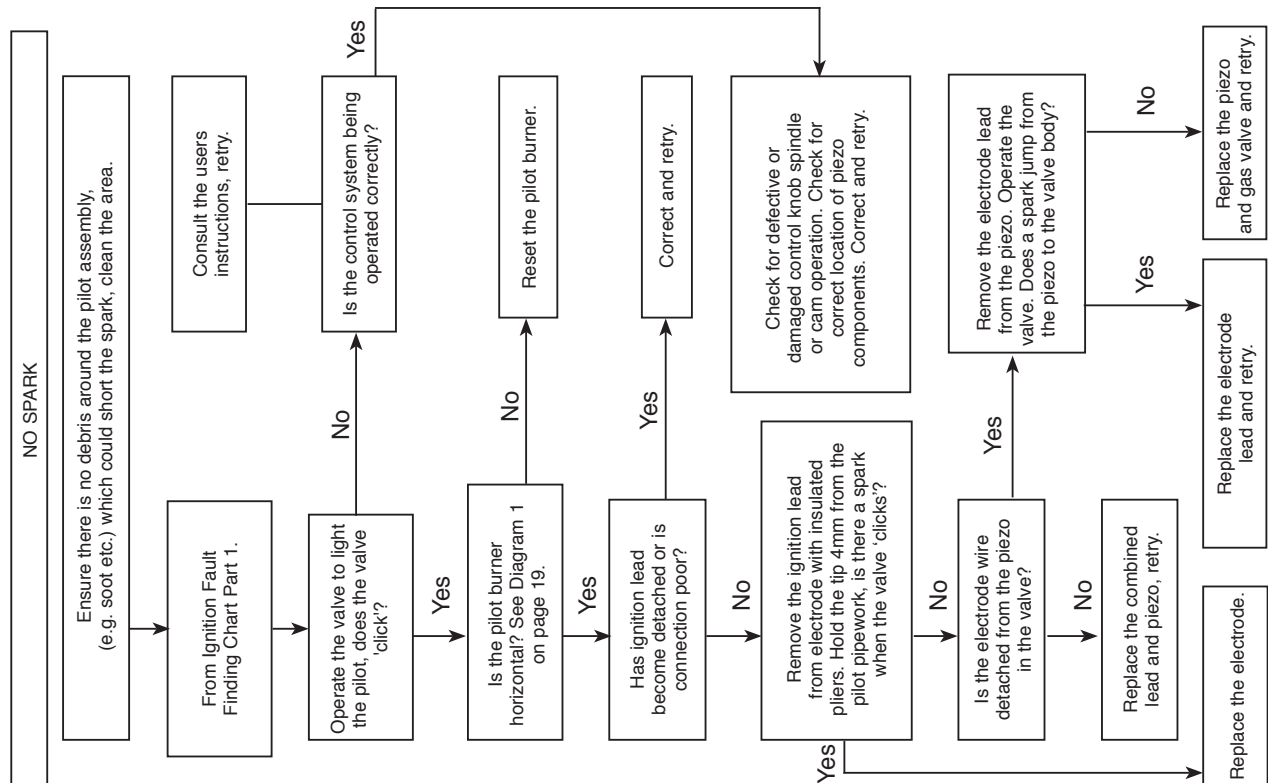 NO SPARK
Ensure there is no debris around the pilot assembly,
(e.g. soot etc.) which could short the spark, clean the area.
From Ignition Fault
Finding Chart Part 1.
Consult the users
instructions, retry.
Operate the valve to light
the pilot, does the valve
'click'?
No
Is the control system being
operated correctly?
Yes
Yes
Is the pilot burner
horizontal? See Diagram 1
on page 19.
No
Reset the pilot burner.
Yes
Has ignition lead
become detached or is
connection poor?
Yes
Correct and retry.
No
Check for defective or
damaged control knob spindle
or cam operation. Check for
correct location of piezo
components. Correct and retry.
Remove the ignition lead
from electrode with insulated
pliers. Hold the tip 4mm from the
pilot pipework, is there a spark
when the valve 'clicks'?
Yes
No
Is the electrode wire
detached from the piezo
in the valve?
Yes
Remove the electrode lead
from the piezo. Operate the
valve. Does a spark jump from
the piezo to the valve body?
No
Yes
No
Replace the combined
lead and piezo, retry.
Replace the electrode.
Replace the electrode
lead and retry.
Replace the piezo
and gas valve and retry.